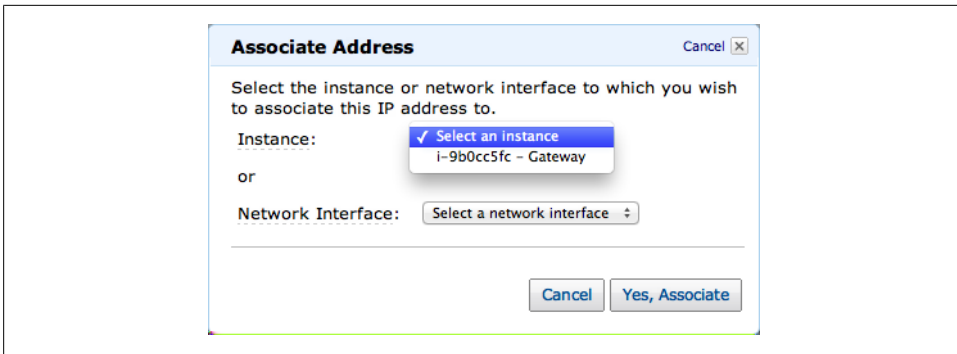 Associate Address
Cancel
Select the instance or network interface to which you wish
to associate this IP address to.
Instance:
✓ Select an instance
i-9b0cc5fc - Gateway
or
Network Interface: Select a network interface
Cancel Yes, Associate